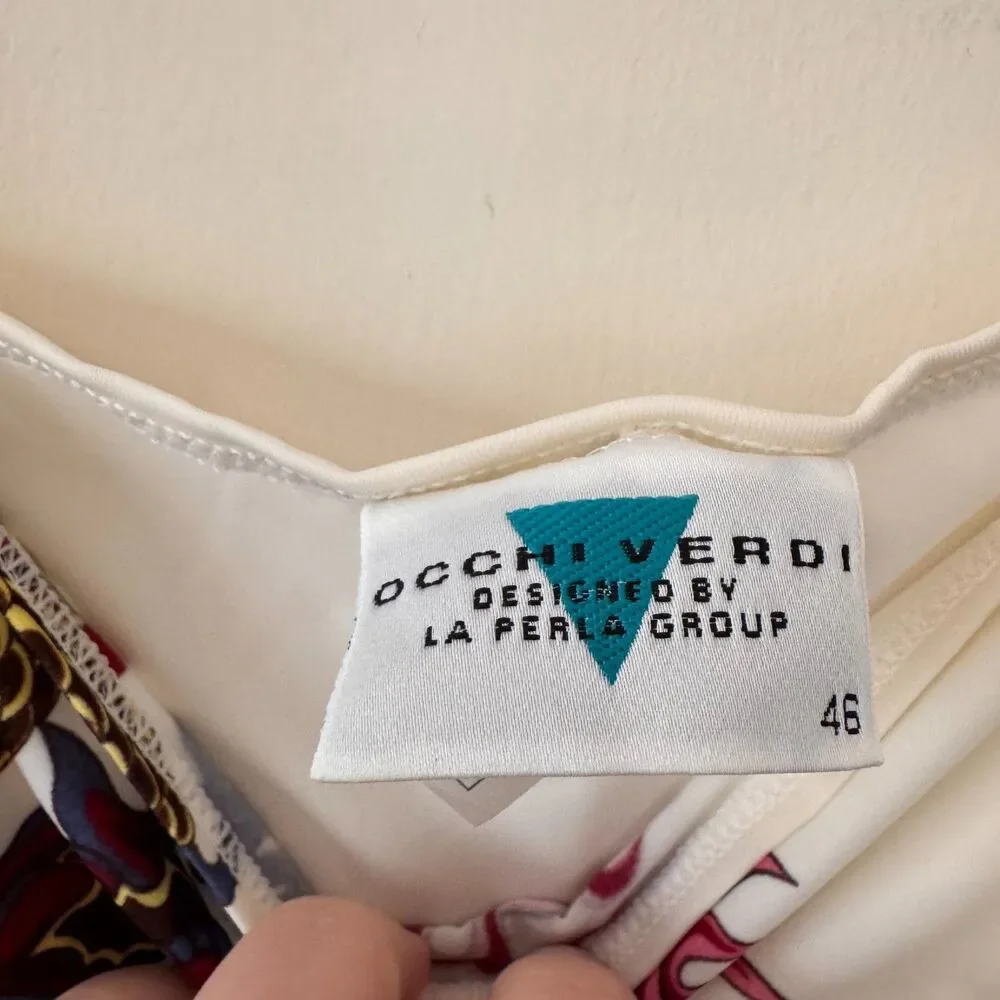 OCCHI VERDI
DESIGNED BY
LA PERLA GROUP
46